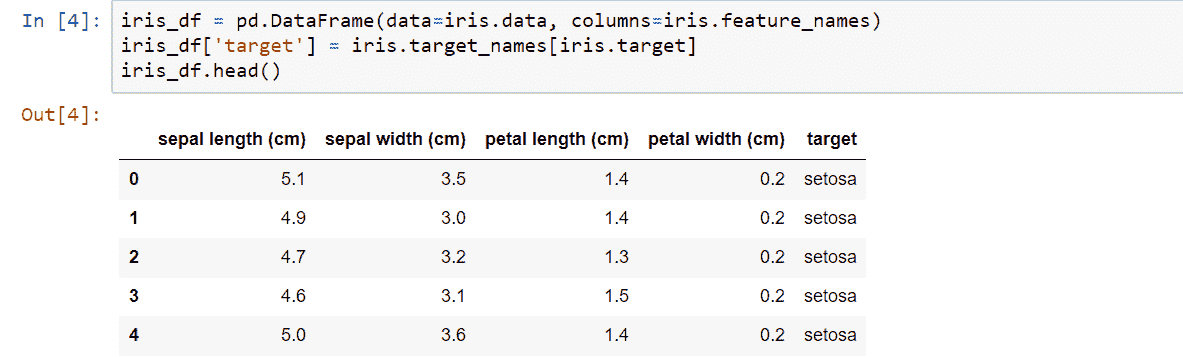 In [4]: iris_df = pd.DataFrame(data=iris.data, columns=iris.feature_names)
iris_df['target'] = iris.target_names[iris.target]
iris_df.head()
Out[4]:
sepal length (cm) sepal width (cm) petal length (cm) petal width (cm) target
0 5.1 3.5 1.4 0.2 setosa
1 4.9 3.0 1.4 0.2 setosa
2 4.7 3.2 1.3 0.2 setosa
3 4.6 3.1 1.5 0.2 setosa
4 5.0 3.6 1.4 0.2 setosa